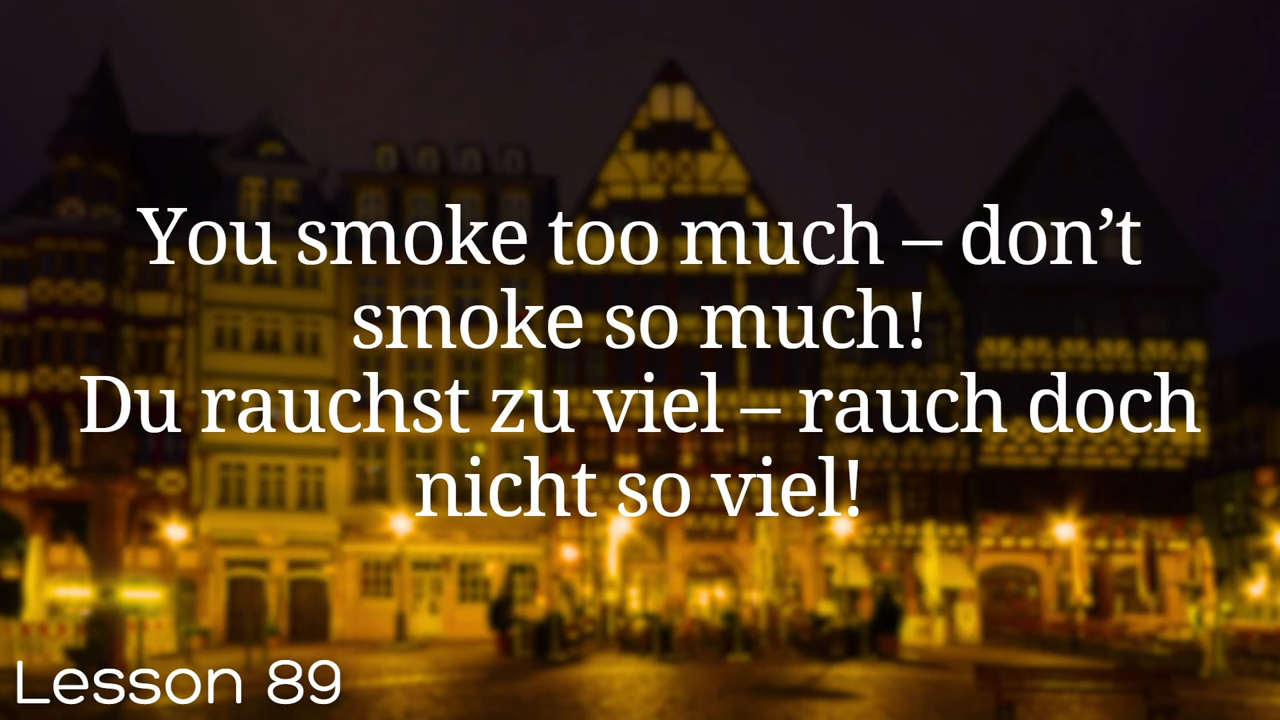 You smoke too much – don’t
smoke so much!
Du rauchst zu viel – rauch doch
nicht so viel!
Lesson 89